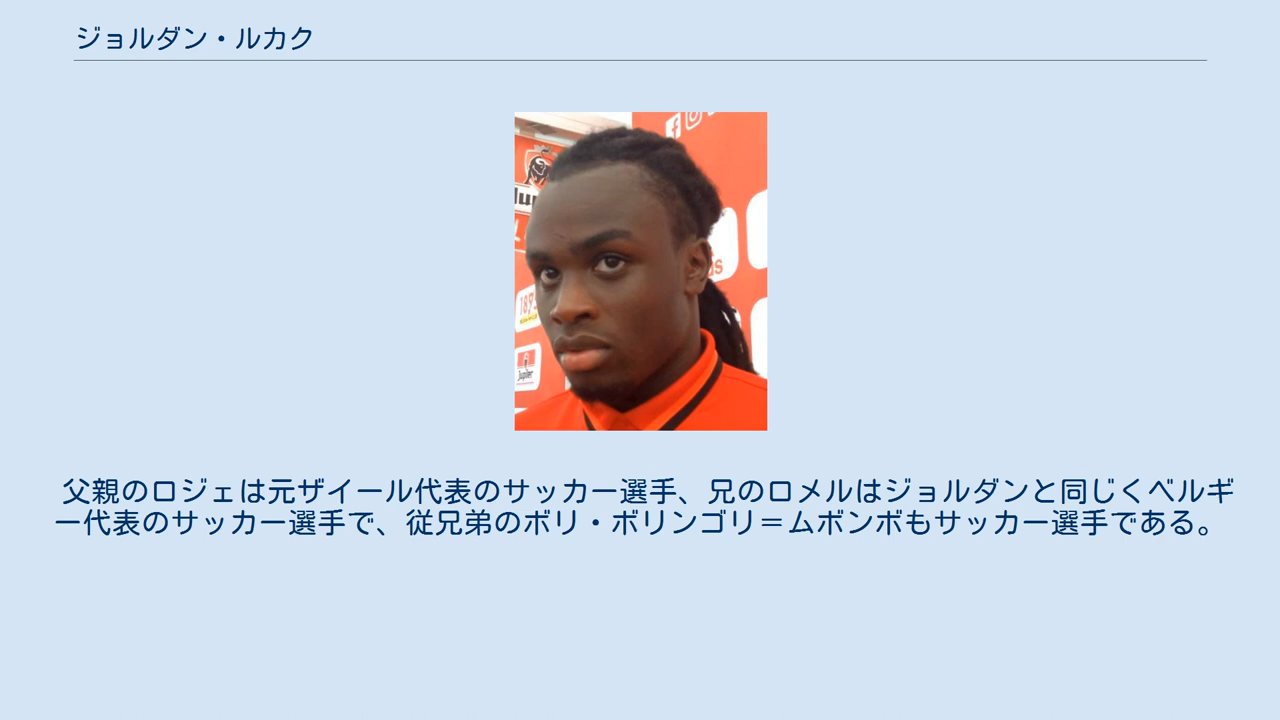 ジョルダン・ルカク
Jupiler
1895
父親のロジェは元ザイール代表のサッカー選手、兄のロメルはジョルダンと同じくベルギ
ー代表のサッカー選手で、従兄弟のボリ・ボリンゴリ＝ムボンボもサッカー選手である。